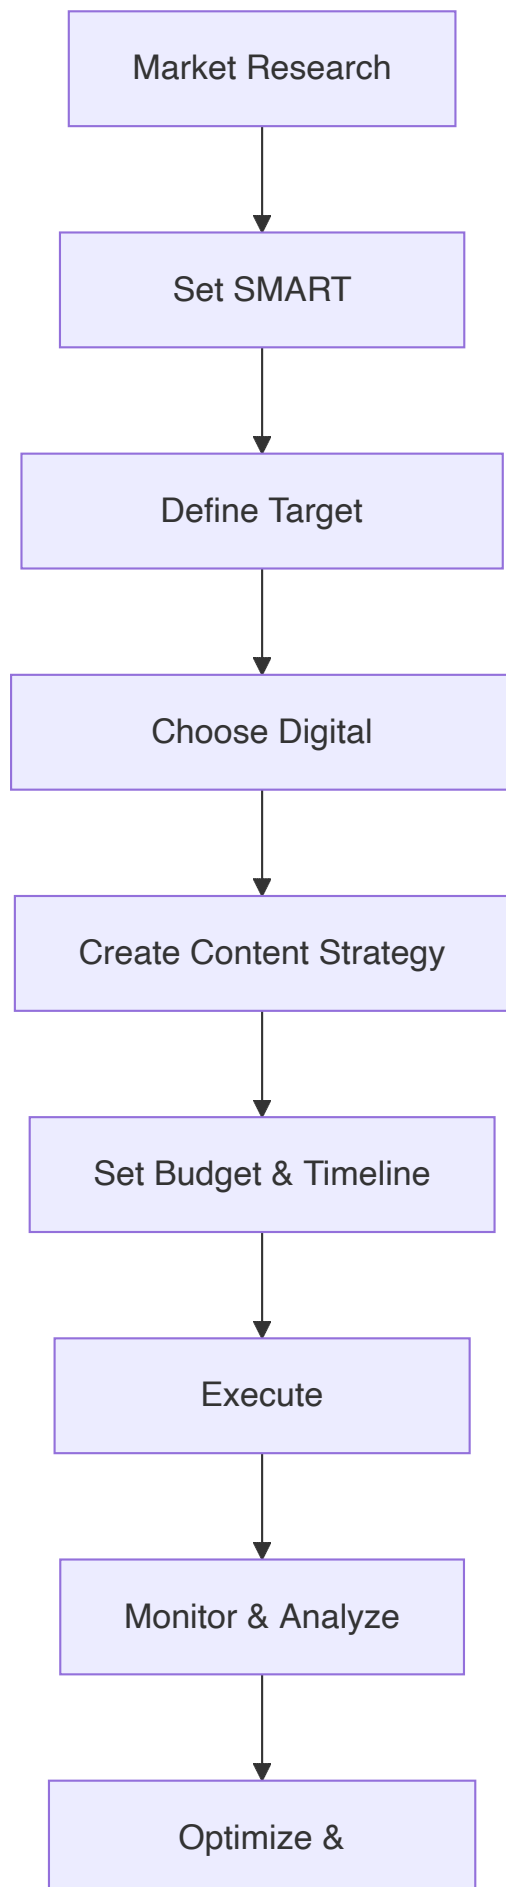 Market Research
Set SMART
Define Target
Choose Digital
Create Content Strategy
Set Budget & Timeline
Execute
Monitor & Analyze
Optimize &